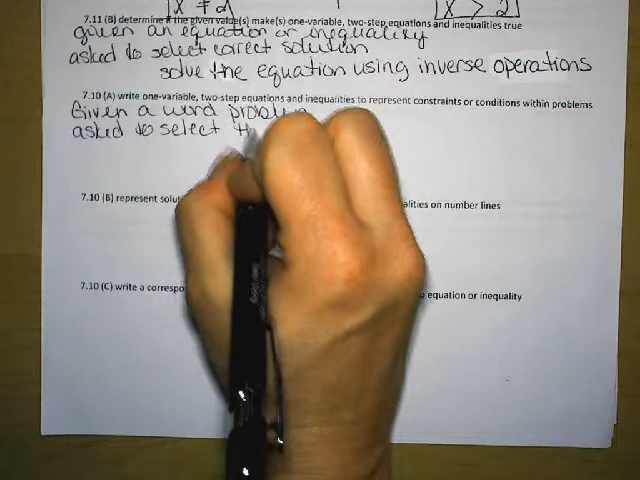 x ≠ 2
x > 2
7.11 (B) determine if the given value(s) make(s) one-variable, two-step equations and inequalities true
given an equation or inequality
asked to select correct solution
solve the equation using inverse operations
7.10 (A) write one-variable, two-step equations and inequalities to represent constraints or conditions within problems
Given a word proble
asked to select th
7.10 (B) represent solut alities on number lines
7.10 (C) write a correspo equation or inequality